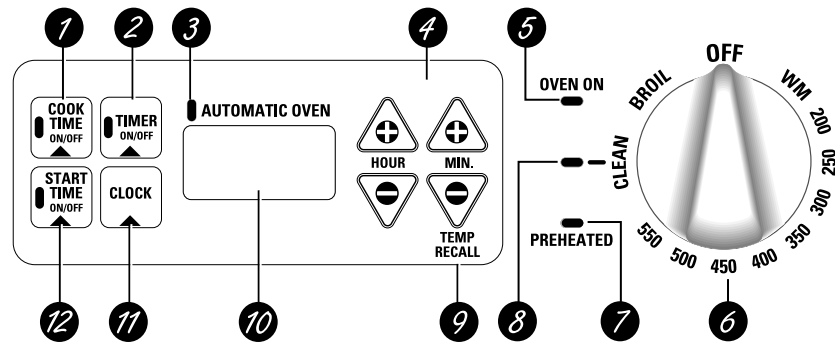 1
2
3
4
5
COOK
TIME
ON/OFF
TIMER
ON/OFF
AUTOMATIC OVEN
START
TIME
ON/OFF
CLOCK
HOUR
MIN.
TEMP
RECALL
OVEN ON
CLEAN
PREHEATED
OFF
WM
200
250
300
350
400
450
500
550
BROIL
12
11
10
9
8
7
6